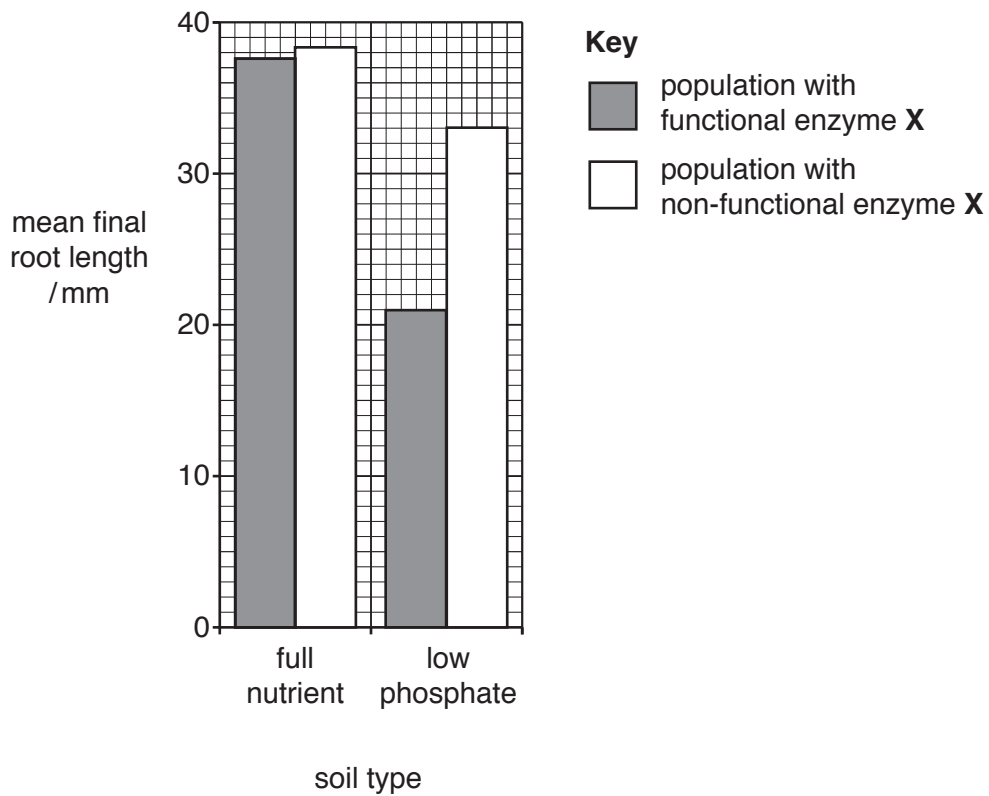 40
30
20
10
0
mean final
root length
/ mm
full
nutrient
low
phosphate
soil type
Key
population with
functional enzyme X
population with
non-functional enzyme X